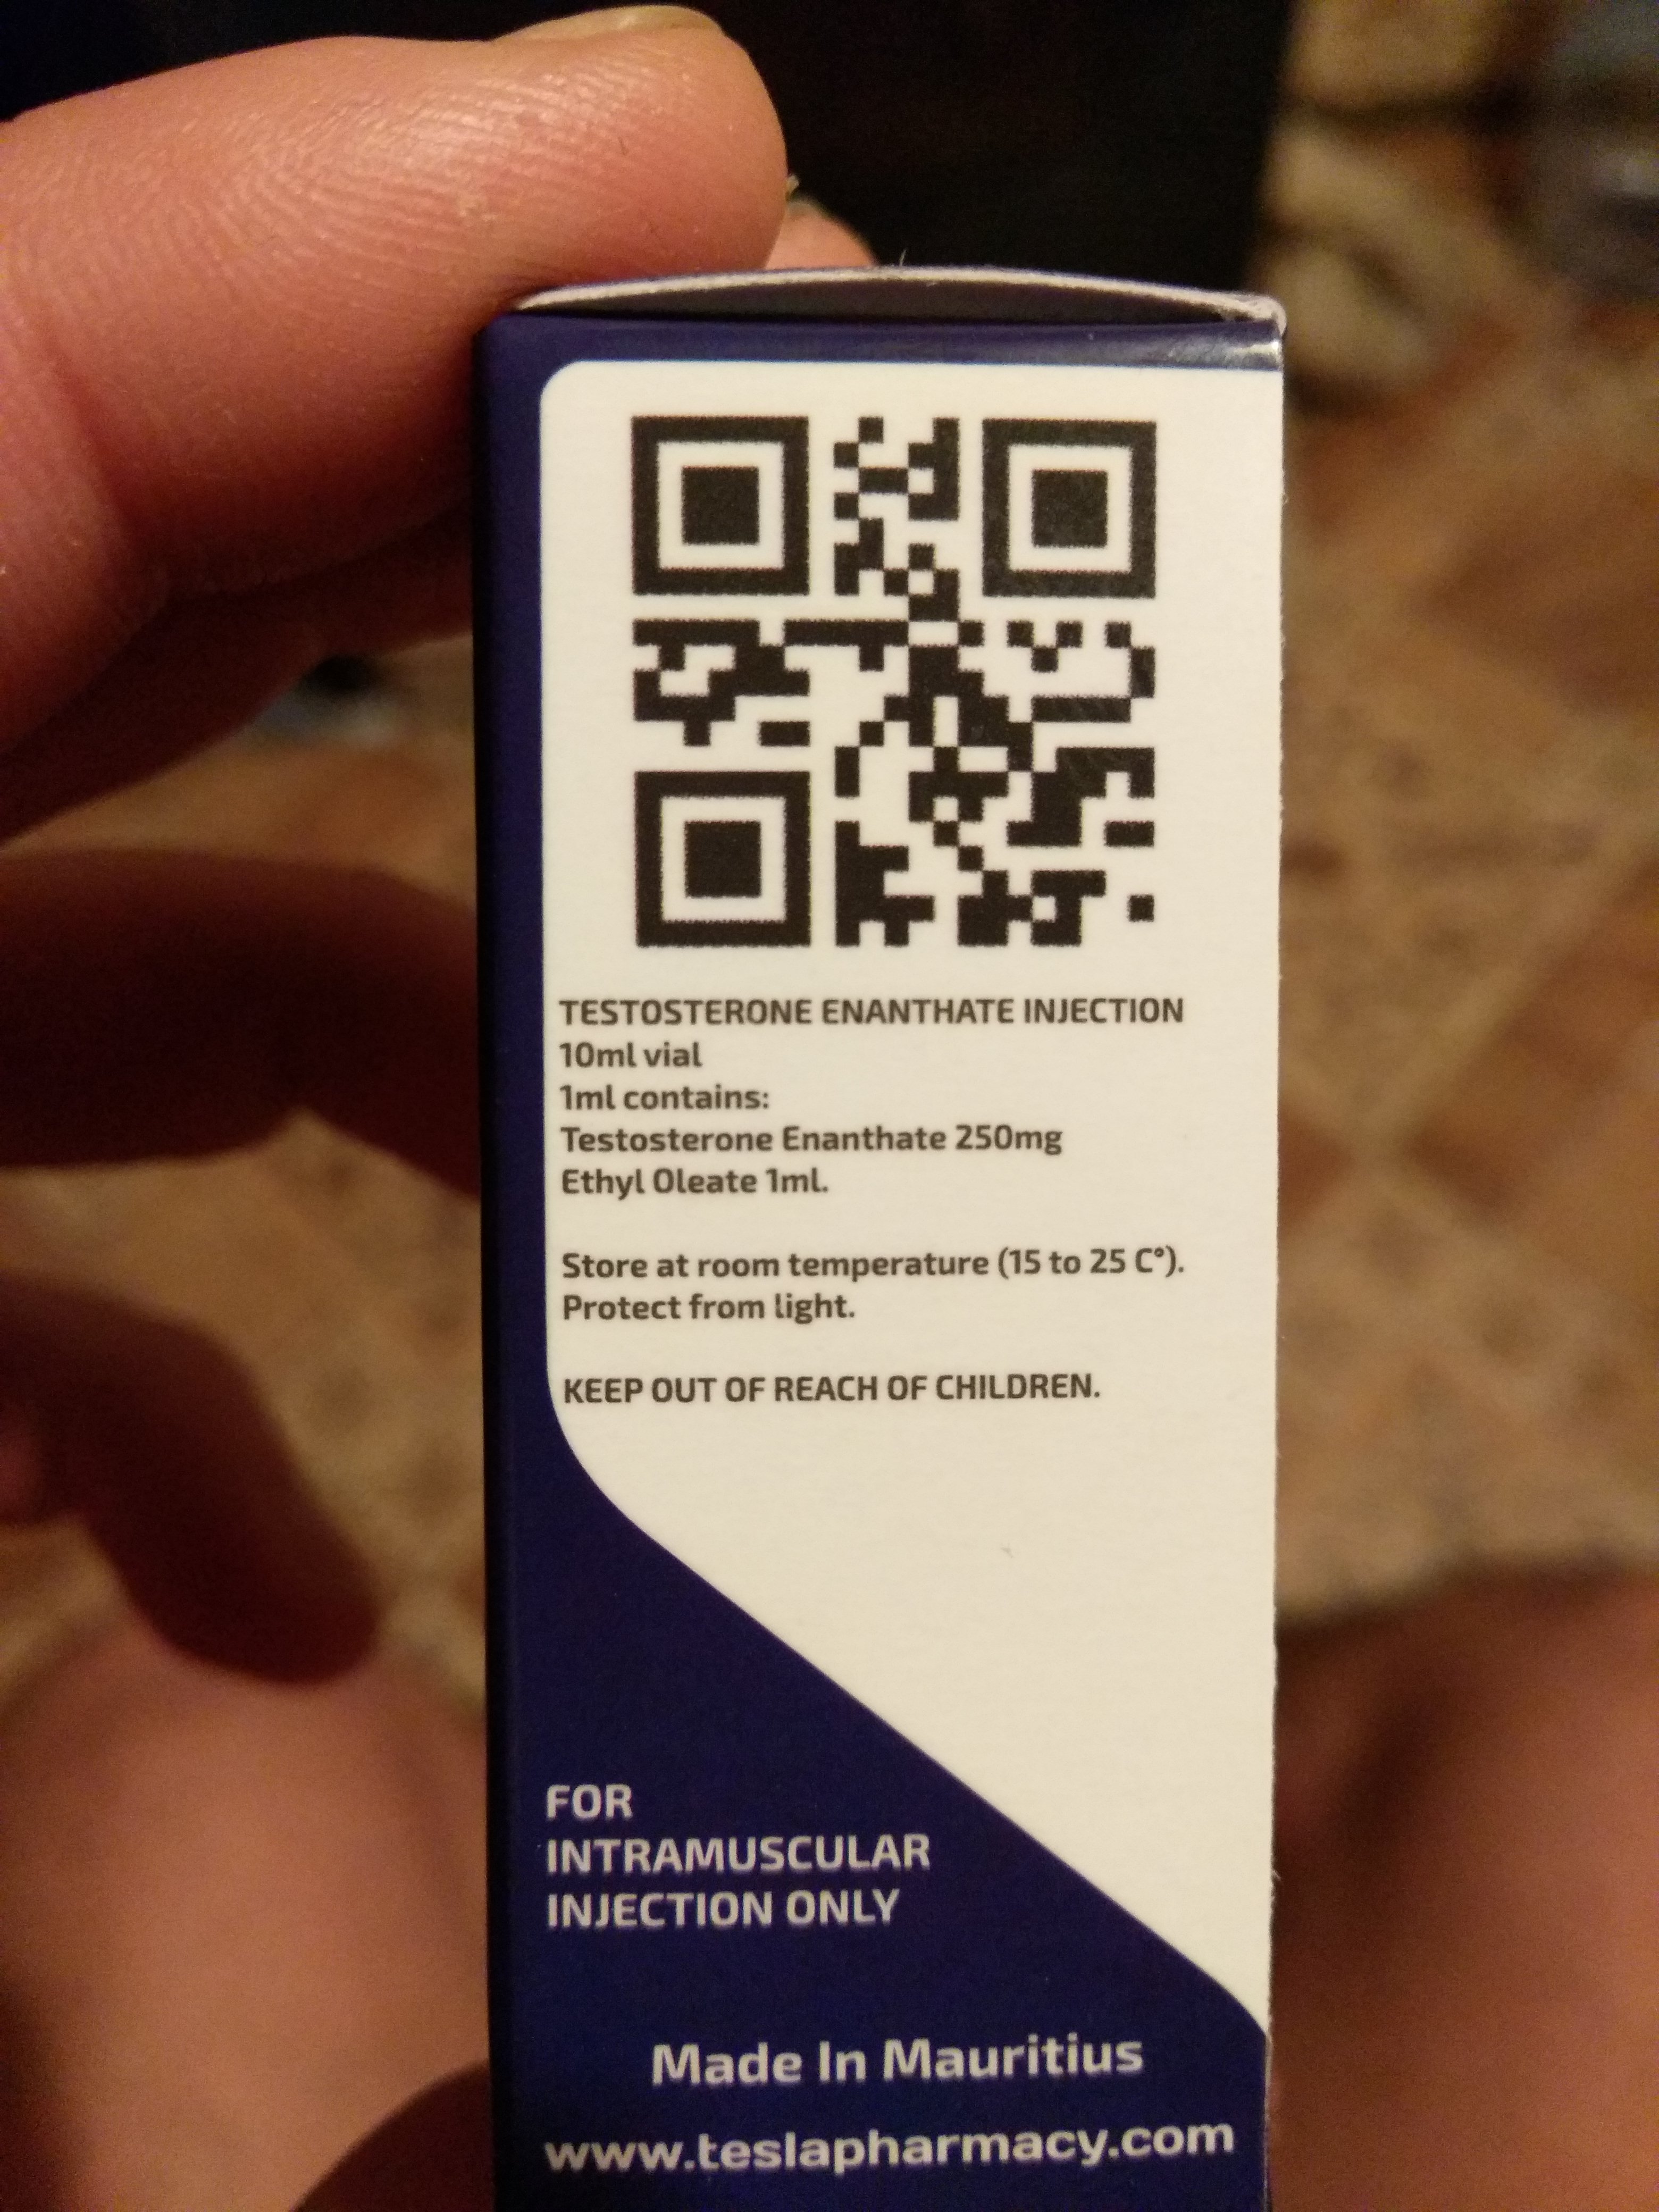 TESTOSTERONE ENANTHATE INJECTION
10ml vial
1ml contains:
Testosterone Enanthate 250mg
Ethyl Oleate 1ml.
Store at room temperature (15 to 25 C°).
Protect from light.
KEEP OUT OF REACH OF CHILDREN.
FOR
INTRAMUSCULAR
INJECTION ONLY
Made In Mauritius
www.teslapharmacy.com